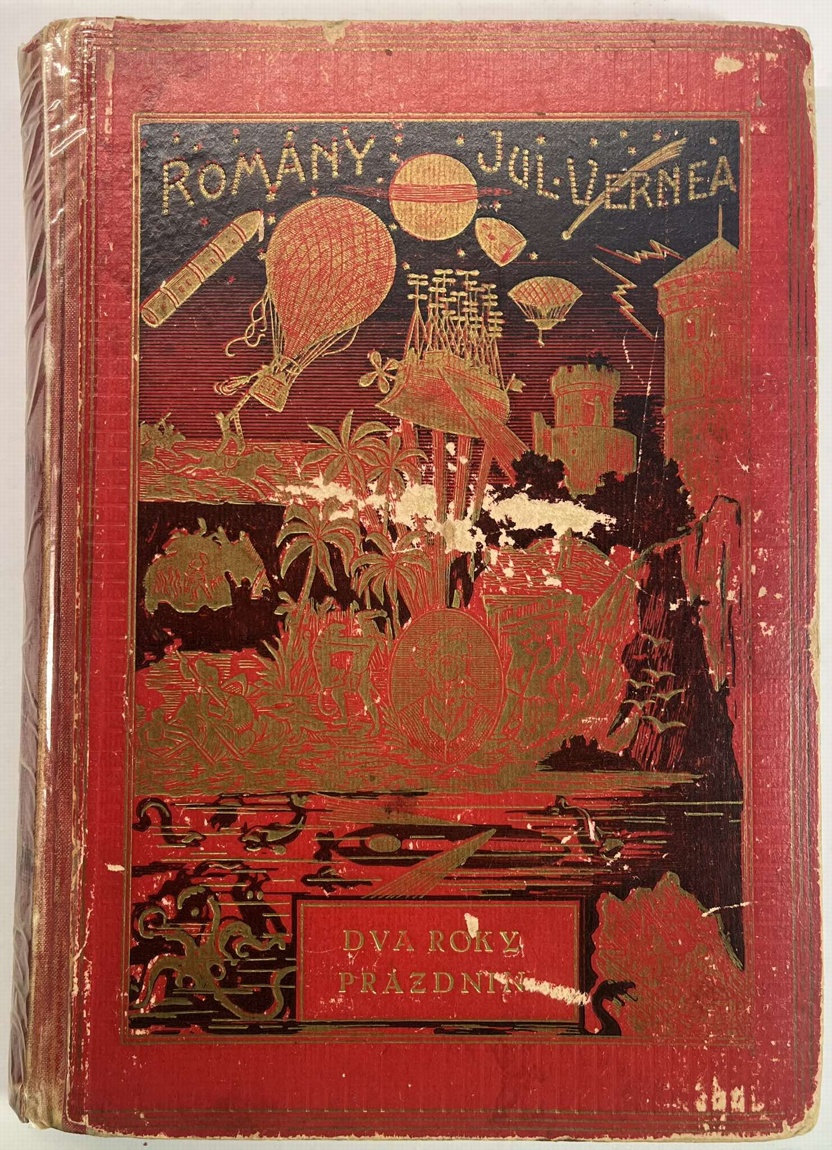 ROMÁNY JUL. VERNEA
DVA ROKY
PRÁZDNIN